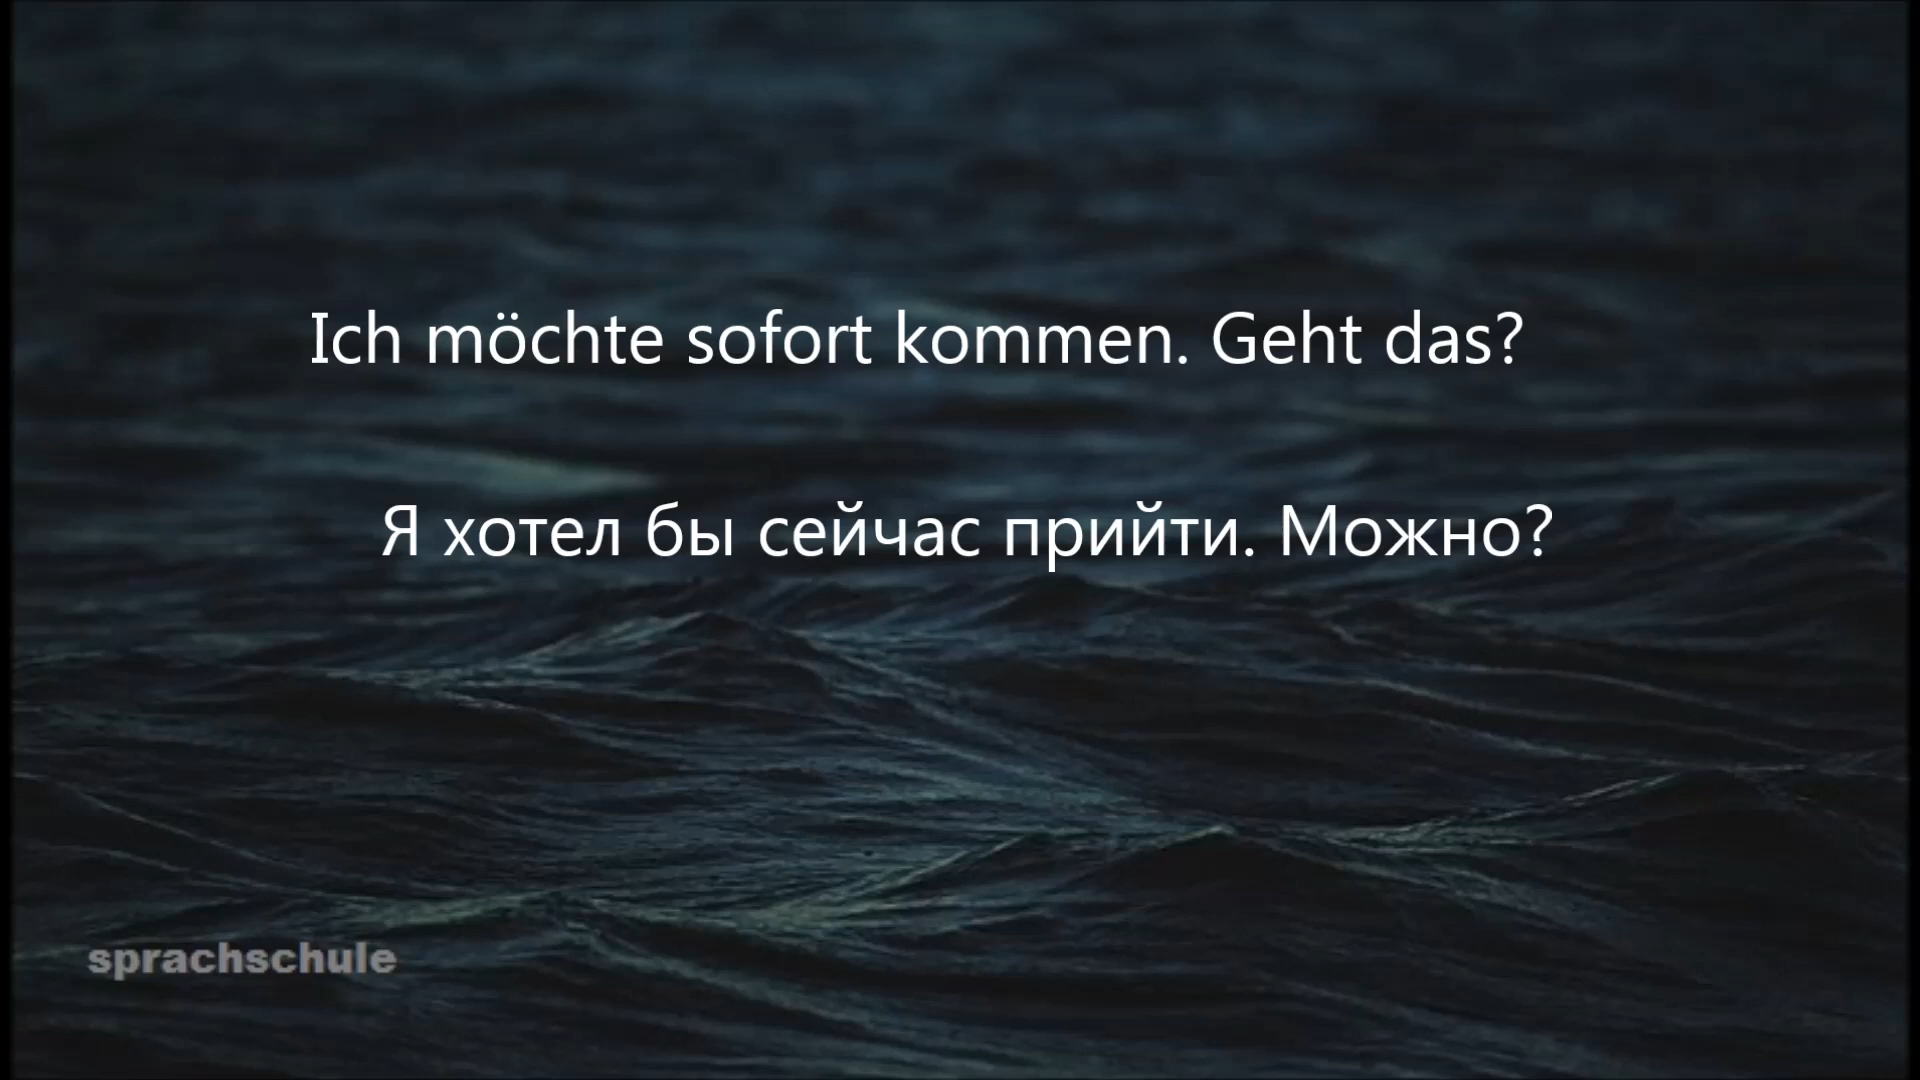 Ich möchte sofort kommen. Geht das?
Я хотел бы сейчас прийти. Можно?
sprachschule